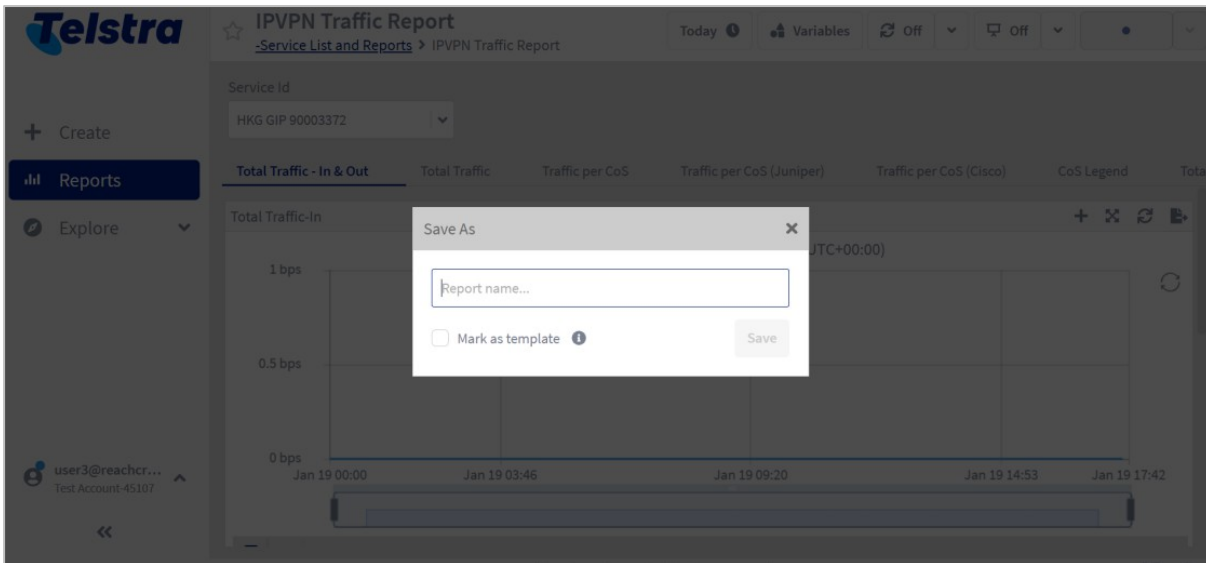 Telstra
IPVPN Traffic Report
-Service List and Reports > IPVPN Traffic Report
Today
Variables
Off
Off
Create
Reports
Explore
Service Id
HKG GIP 90003372
Total Traffic - In & Out
Total Traffic
Traffic per CoS
Traffic per CoS (Juniper)
Traffic per CoS (Cisco)
CoS Legend
Tota
Total Traffic-In
UTC+00:00)
Save As
Report name...
Mark as template
Save
1 bps
0.5 bps
0 bps
Jan 19 00:00
Jan 19 03:46
Jan 19 09:20
Jan 19 14:53
Jan 19 17:42
user3@reachcr...
Test Account-45107